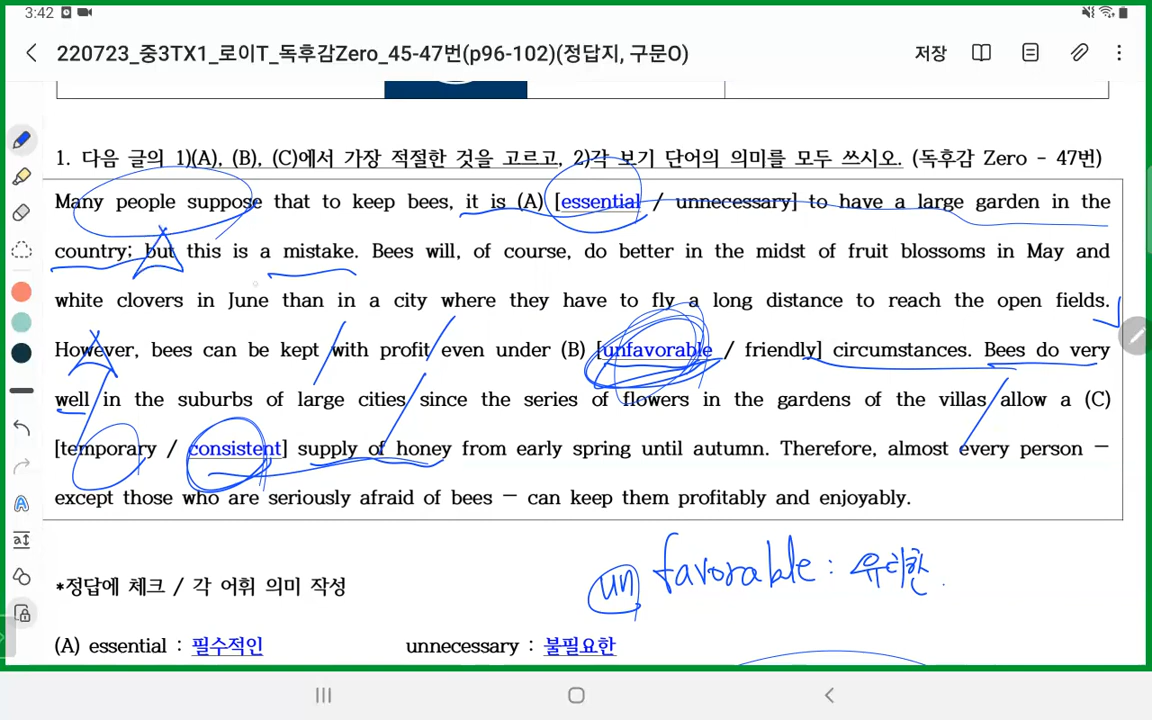 3:42
220723_중3TX1_로이T_독후감Zero_45-47번(p96-102)(정답지, 구문O)
저장
1. 다음 글의 1)(A), (B), (C)에서 가장 적절한 것을 고르고, 2)각 보기 단어의 의미를 모두 쓰시오. (독후감 Zero - 47번)
Many people suppose that to keep bees, it is (A) [essential / unnecessary] to have a large garden in the
country; but this is a mistake. Bees will, of course, do better in the midst of fruit blossoms in May and
white clovers in June than in a city where they have to fly a long distance to reach the open fields.
However, bees can be kept with profit even under (B) [unfavorable / friendly] circumstances. Bees do very
well in the suburbs of large cities since the series of flowers in the gardens of the villas allow a (C)
[temporary / consistent] supply of honey from early spring until autumn. Therefore, almost every person –
except those who are seriously afraid of bees – can keep them profitably and enjoyably.
un favorable : 유리한
*정답에 체크 / 각 어휘 의미 작성
(A) essential : 필수적인 unnecessary : 불필요한